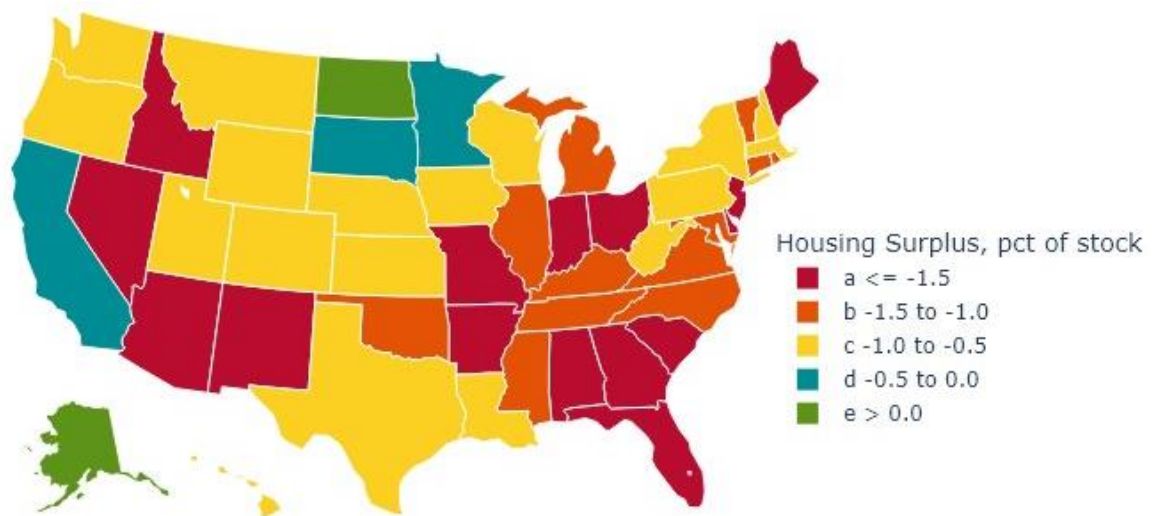 Housing Surplus, pct of stock
a <= -1.5
b -1.5 to -1.0
c -1.0 to -0.5
d -0.5 to 0.0
e > 0.0